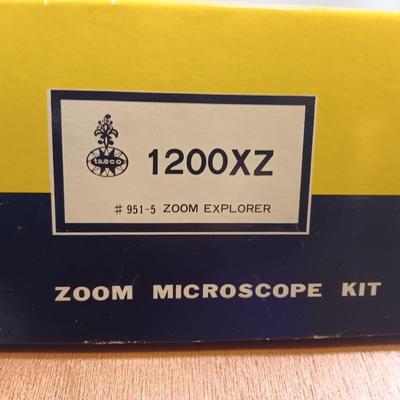 tasco
1200XZ
# 951-5 ZOOM EXPLORER
ZOOM MICROSCOPE KIT